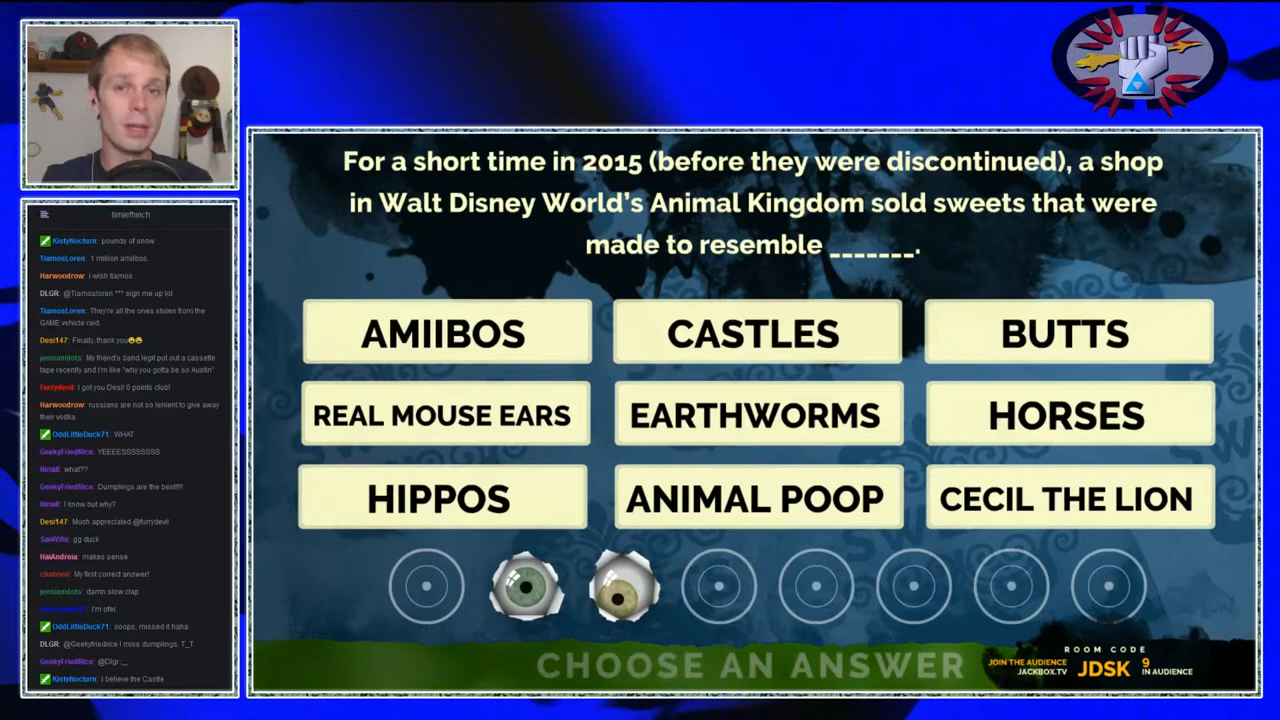 timieffwich
KistyNocturn: pounds of snow
TiamosLoren: 1 million amiibos.
Harwoodrow: i wish tiamos
DLGR: @Tiamosloren *** sign me up lol
TiamosLoren: They're all the ones stolen from the
GAME vehicle raid.
Desi147: Finally, thank you
jennianidots: My friend's band legit put out a cassette
tape recently and I'm like "why you gotta be so Austin"
Furrydevil: I got you Desi! 0 points club!
Harwoodrow: russians are not so lenient to give away
their vodka
OddLittleDuck71: WHAT
GeekyFriedRice: YEEEESSSSSSSS
Niriall: what??
GeekyFriedRice: Dumplings are the best!!!!
Niriall: I know but why?
Desi147: Much appreciated @furrydevil
gg duck
HaiAndreia: makes sense
My first correct answer!
jennianidots: damn slow clap
I'm ofer.
OddLittleDuck71: ooops, missed it haha
DLGR: @Geekyfriedrice I miss dumplings. T_T
GeekyFriedRice: @Dlgr ;_;
KistyNocturn: I believe the Castle
For a short time in 2015 (before they were discontinued), a shop
in Walt Disney World's Animal Kingdom sold sweets that were
made to resemble _______.
AMIIBOS
CASTLES
BUTTS
REAL MOUSE EARS
EARTHWORMS
HORSES
HIPPOS
ANIMAL POOP
CECIL THE LION
CHOOSE AN ANSWER
JOIN THE AUDIENCE
JACKBOX.TV
ROOM CODE
JDSK
9
IN AUDIENCE